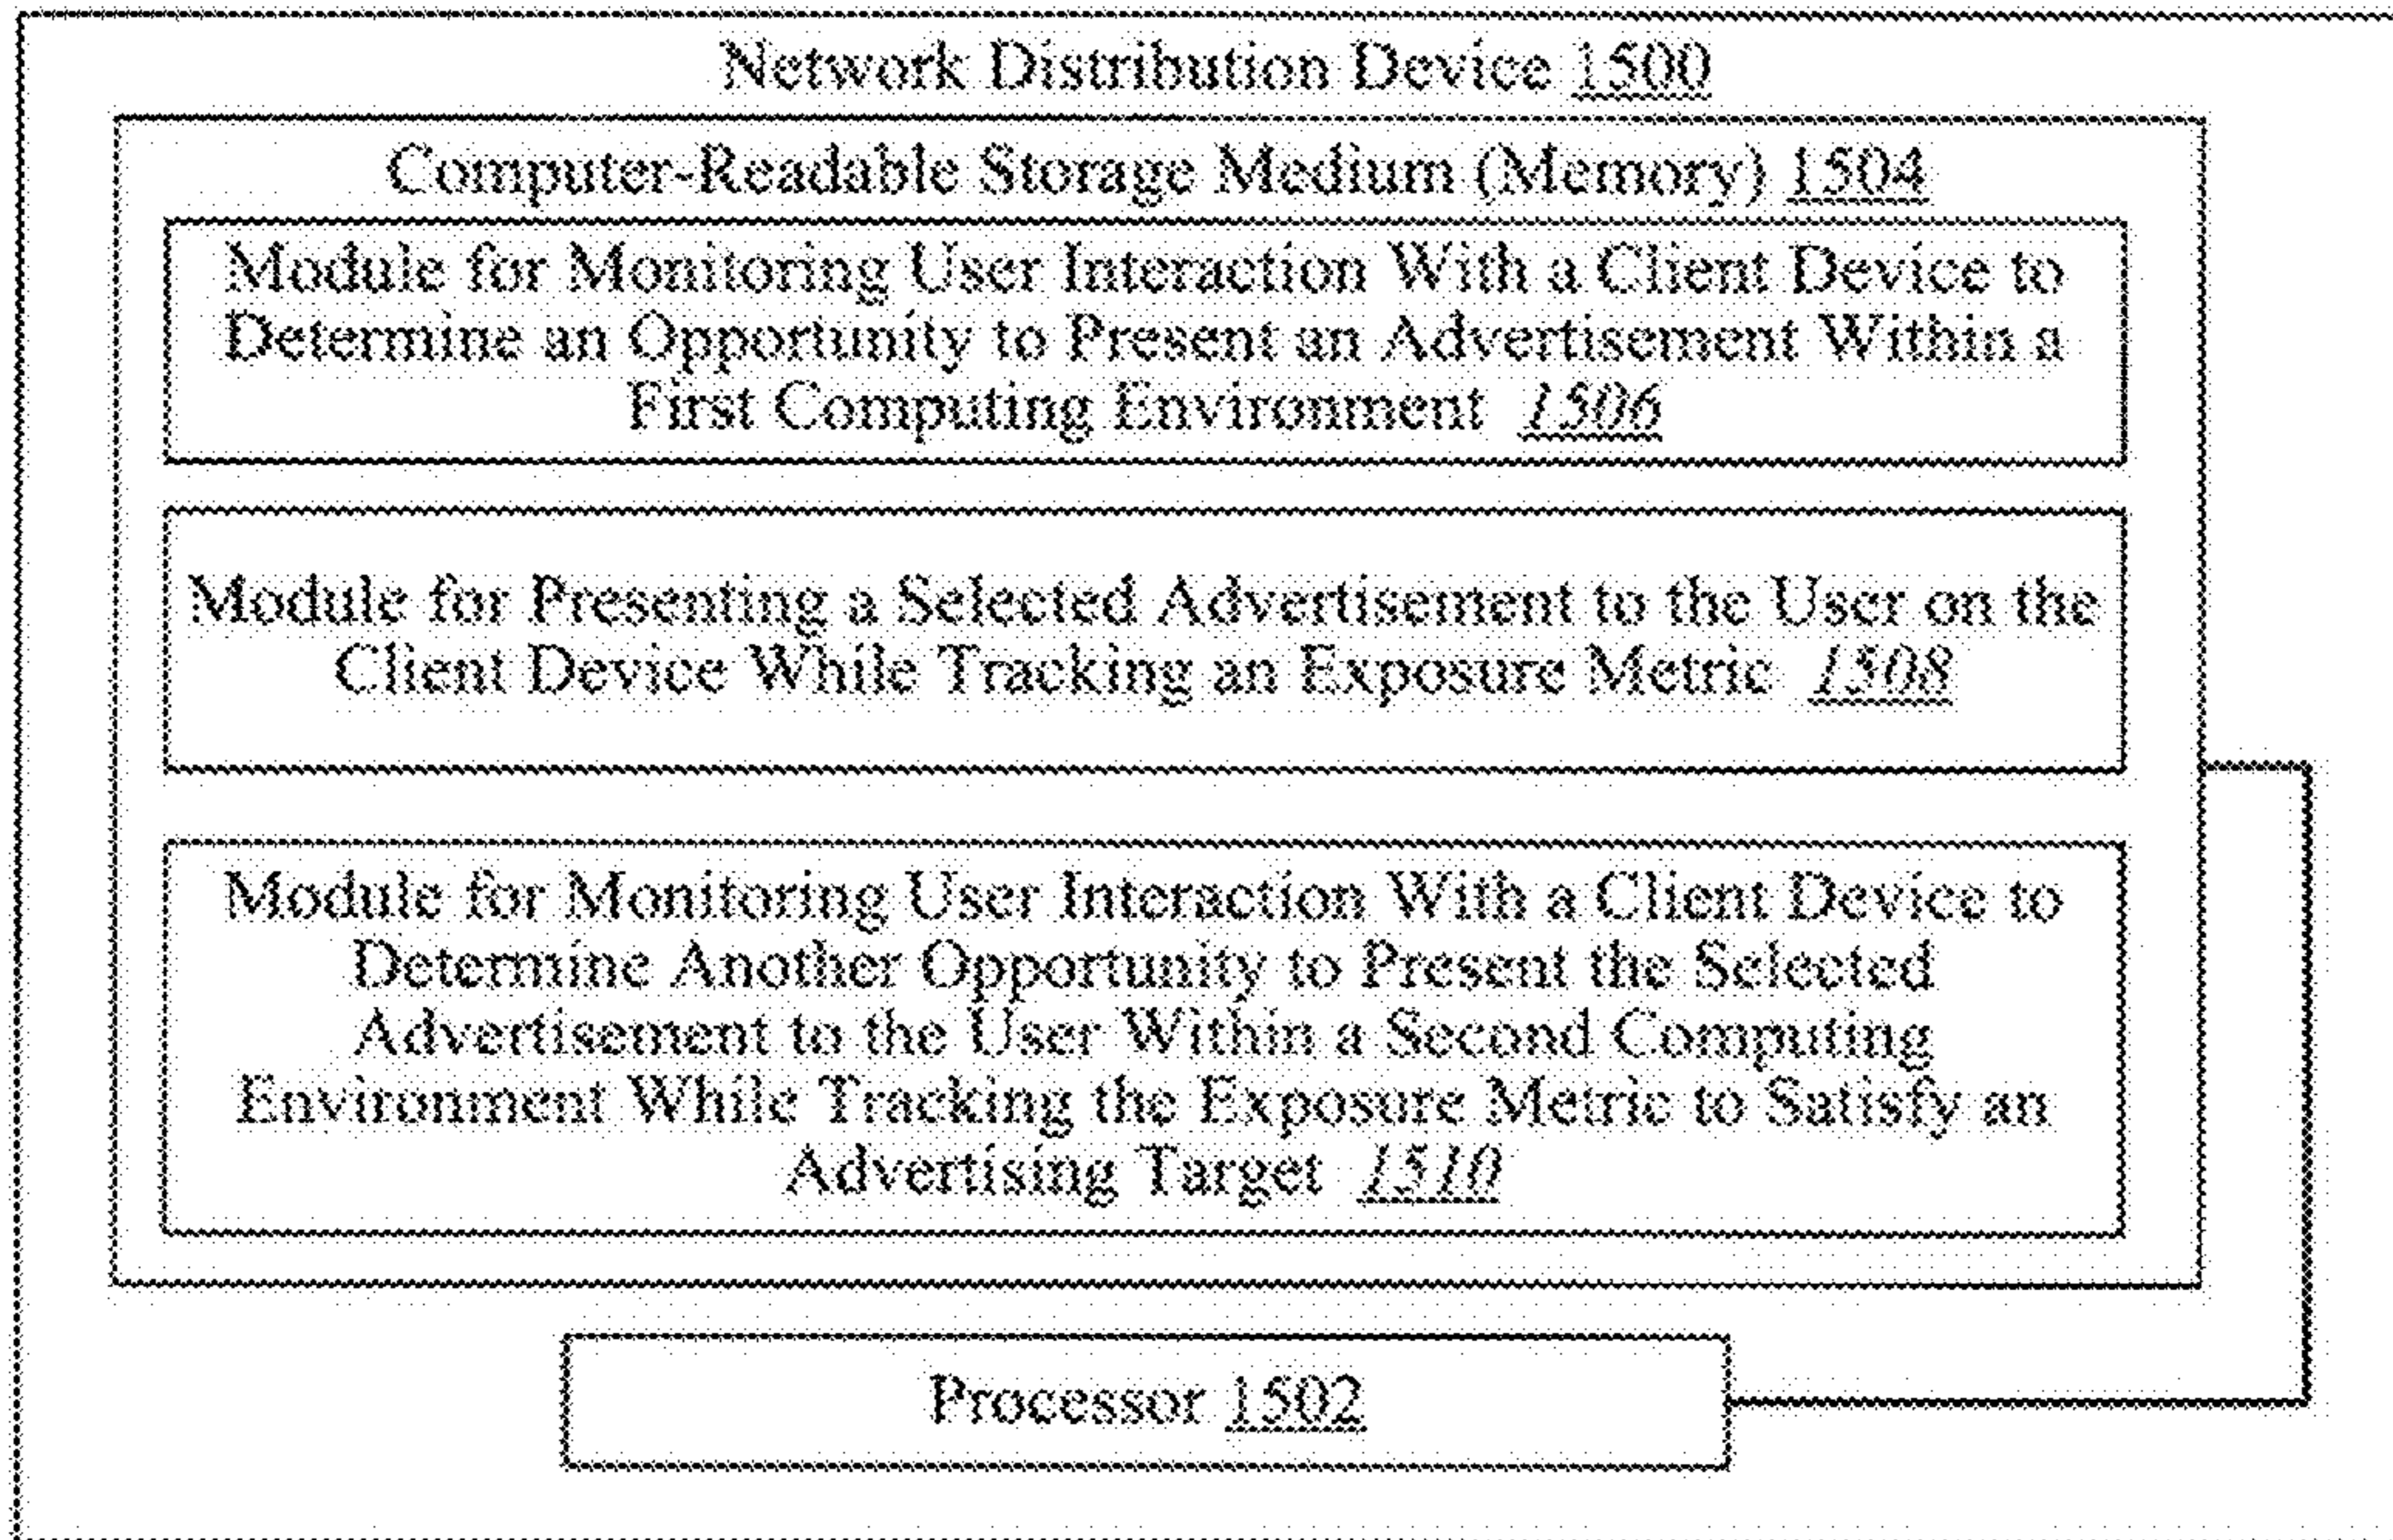 Network Distribution Device 1500
Computer-Readable Storage Medium (Memory) 1504
Module for Monitoring User Interaction With a Client Device to
Determine an Opportunity to Present an Advertisement Within a
First Computing Environment 1506
Module for Presenting a Selected Advertisement to the User on the
Client Device While Tracking an Exposure Metric 1508
Module for Monitoring User Interaction With a Client Device to
Determine Another Opportunity to Present the Selected
Advertisement to the User Within a Second Computing
Environment While Tracking the Exposure Metric to Satisfy an
Advertising Target 1510
Processor 1502